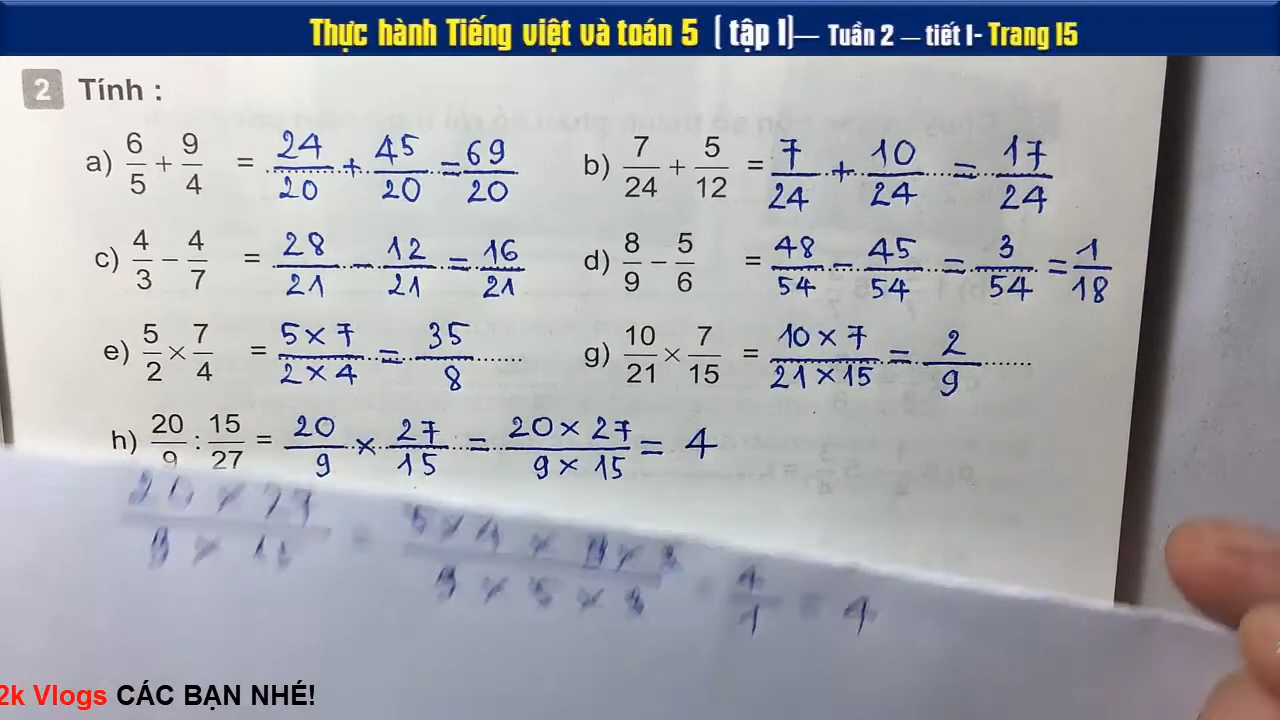 Thực hành Tiếng việt và toán 5 ( tập 1)— Tuần 2 – tiết 1- Trang 15
2 Tính :
a) 6/5 + 9/4 = 24/20 + 45/20 = 69/20
b) 7/24 + 5/12 = 7/24 + 10/24 = 17/24
c) 4/3 − 4/7 = 28/21 − 12/21 = 16/21
d) 8/9 − 5/6 = 48/54 − 45/54 = 3/54 = 1/18
e) 5/2 × 7/4 = 5 × 7/2 × 4 = 35/8
g) 10/21 × 7/15 = 10 × 7/21 × 15 = 2/9
h) 20/9 : 15/27 = 20/9 × 27/15 = 20 × 27/9 × 15 = 4
2k Vlogs CÁC BẠN NHÉ!